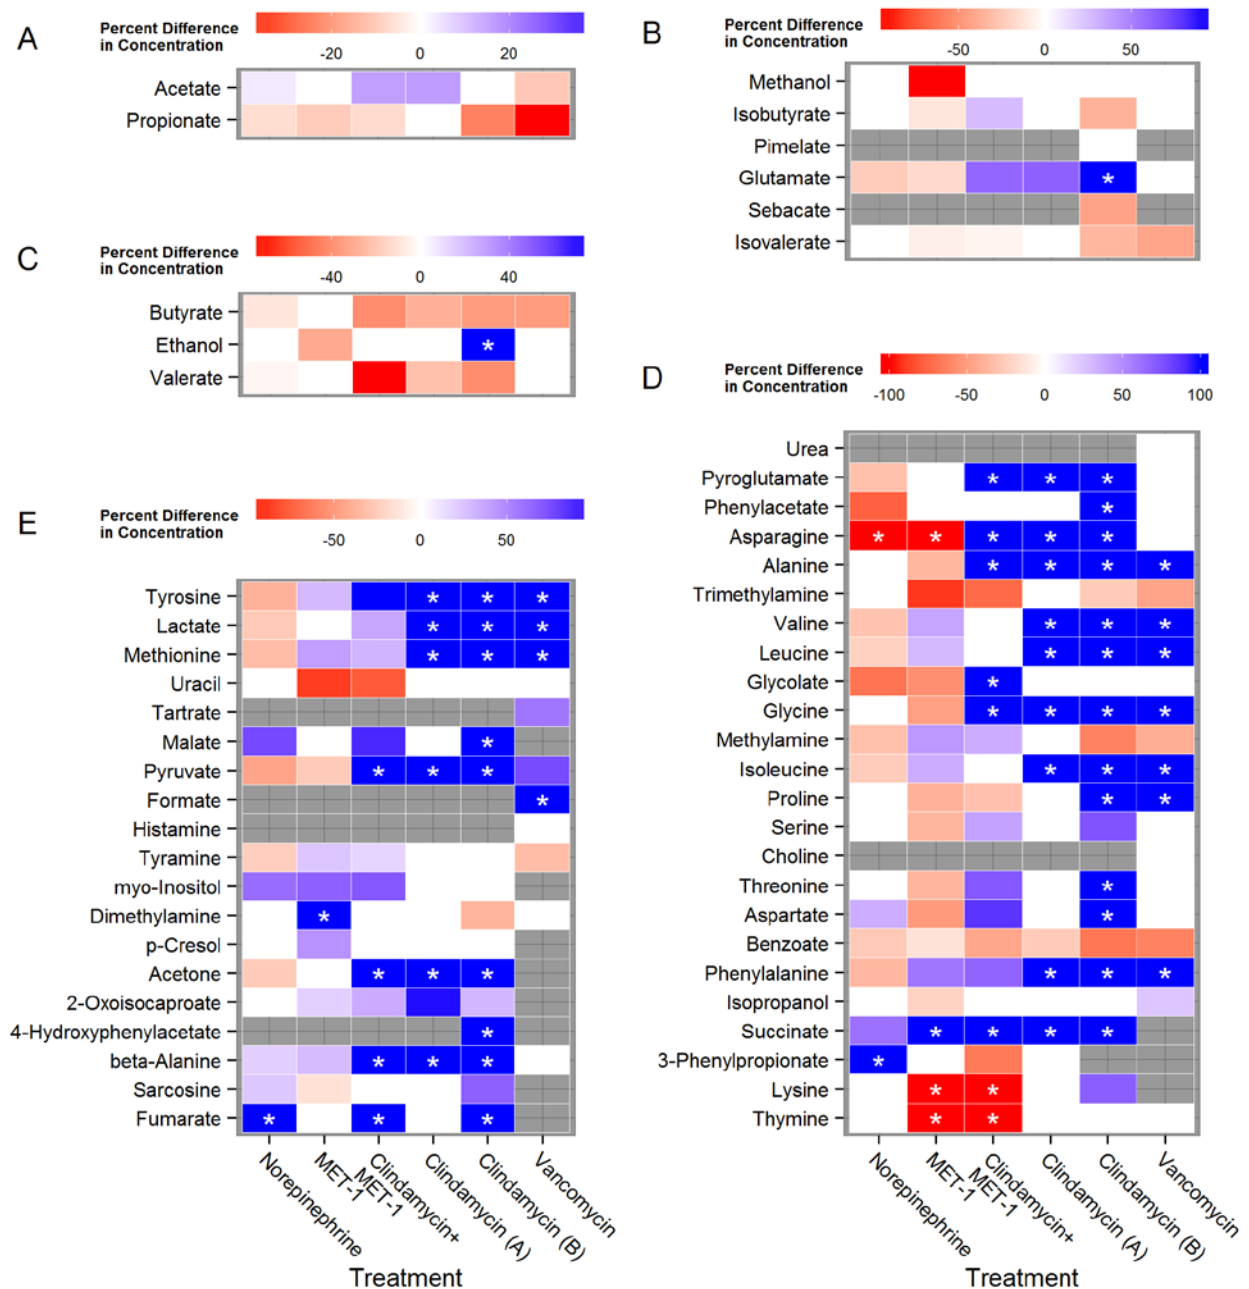 A
Percent Difference
in Concentration
-20
0
20
Acetate
Propionate
B
Percent Difference
in Concentration
-50
0
50
Methanol
Isobutyrate
Pimelate
Glutamate
*
Sebacate
Isovalerate
C
Percent Difference
in Concentration
-40
0
40
Butyrate
Ethanol
*
Valerate
D
Percent Difference
in Concentration
-100
-50
0
50
100
Urea
Pyroglutamate
* * *
Phenylacetate
*
Asparagine
* * * * *
Alanine
* * * *
Trimethylamine
Valine
* * *
Leucine
* * *
Glycolate
*
Glycine
* * * *
Methylamine
Isoleucine
* * *
Proline
* *
Serine
Choline
Threonine
*
Aspartate
*
Benzoate
Phenylalanine
* * *
Isopropanol
Succinate
* * * *
3-Phenylpropionate
*
Lysine
* *
Thymine
* *
Norepinephrine
MET-1
Clindamycin+
MET-1
Clindamycin (A)
Clindamycin (B)
Vancomycin
Treatment
E
Percent Difference
in Concentration
-50
0
50
Tyrosine
* * *
Lactate
* * *
Methionine
* * *
Uracil
Tartrate
Malate
*
Pyruvate
* * *
Formate
*
Histamine
Tyramine
myo-Inositol
Dimethylamine
*
p-Cresol
Acetone
* * *
2-Oxoisocaproate
4-Hydroxyphenylacetate
*
beta-Alanine
* * *
Sarcosine
Fumarate
* * *
Norepinephrine
MET-1
Clindamycin+
MET-1
Clindamycin (A)
Clindamycin (B)
Vancomycin
Treatment